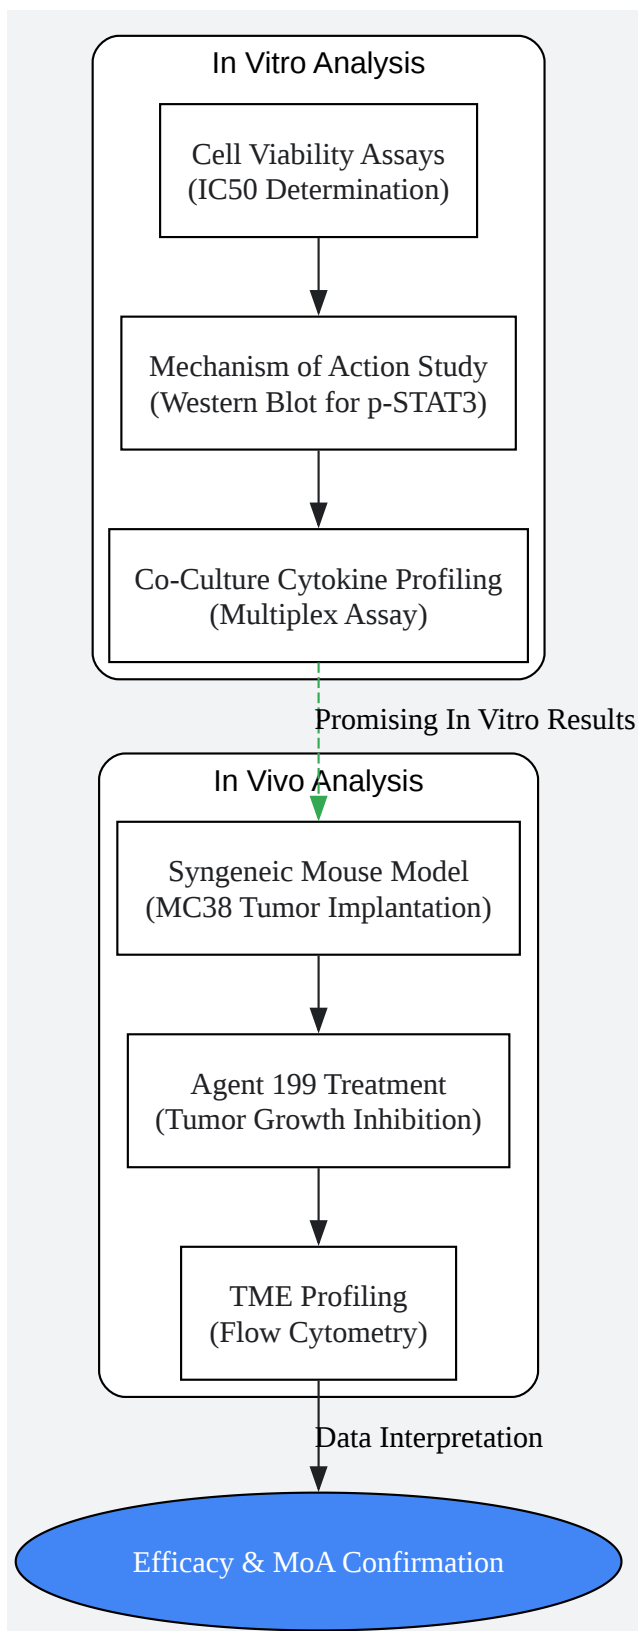 In Vitro Analysis
Cell Viability Assays
(IC50 Determination)
Mechanism of Action Study
(Western Blot for p-STAT3)
Co-Culture Cytokine Profiling
(Multiplex Assay)
Promising In Vitro Results
In Vivo Analysis
Syngeneic Mouse Model
(MC38 Tumor Implantation)
Agent 199 Treatment
(Tumor Growth Inhibition)
TME Profiling
(Flow Cytometry)
Data Interpretation
Efficacy & MoA Confirmation